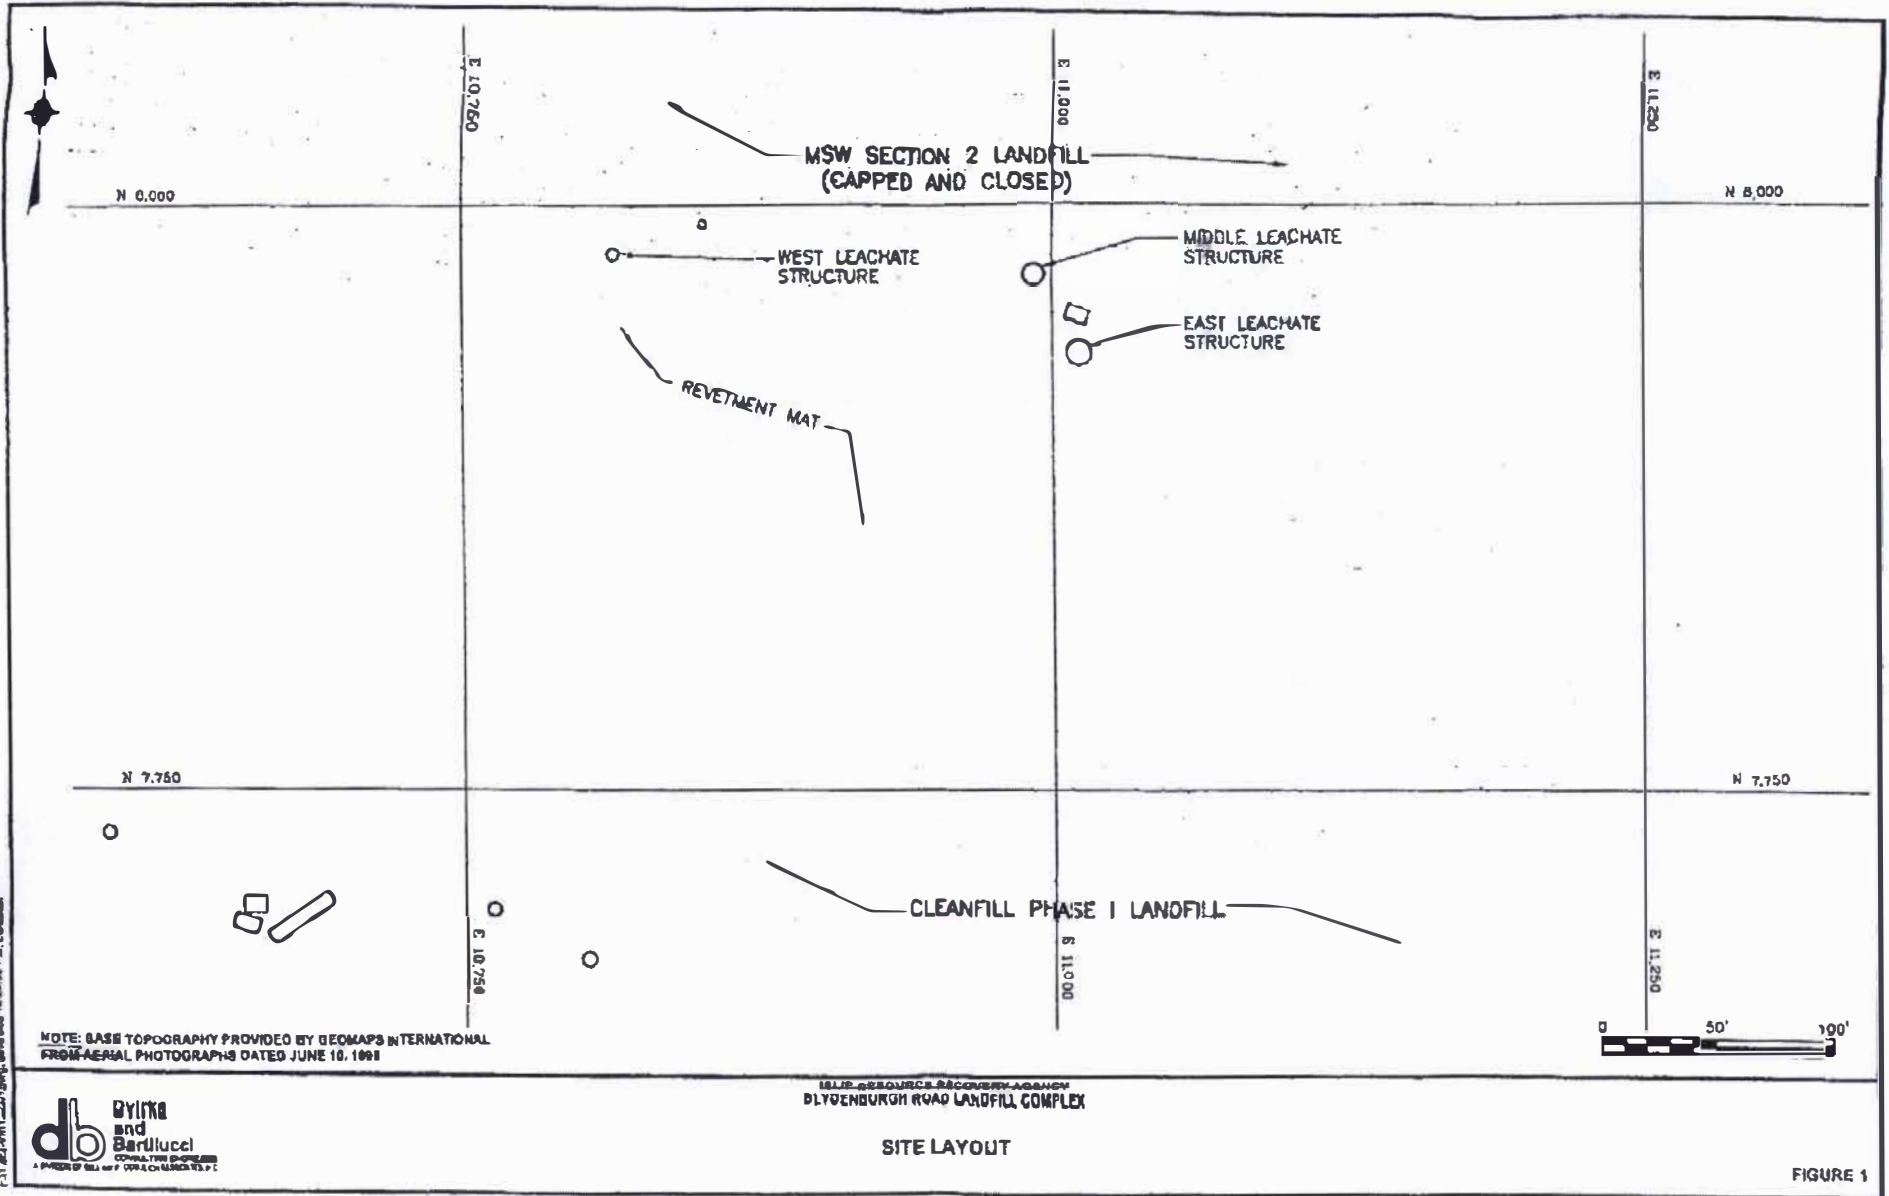 E 10,750
E 11,000
E 11,250
MSW SECTION 2 LANDFILL
(CAPPED AND CLOSED)
N 8,000
N 8,000
WEST LEACHATE
STRUCTURE
MIDDLE LEACHATE
STRUCTURE
EAST LEACHATE
STRUCTURE
REVETMENT MAT
N 7,750
N 7,750
CLEANFILL PHASE I LANDFILL
E 10,750
E 11,000
E 11,250
0 50' 100'
NOTE: BASE TOPOGRAPHY PROVIDED BY GEOMAPS INTERNATIONAL
FROM AERIAL PHOTOGRAPHS DATED JUNE
ISLIP RESOURCE RECOVERY AGENCY
BLYDENBURGH ROAD LANDFILL COMPLEX
db
Dvirka
and
Bartilucci
CONSULTING ENGINEERS
SITE LAYOUT
FIGURE 1